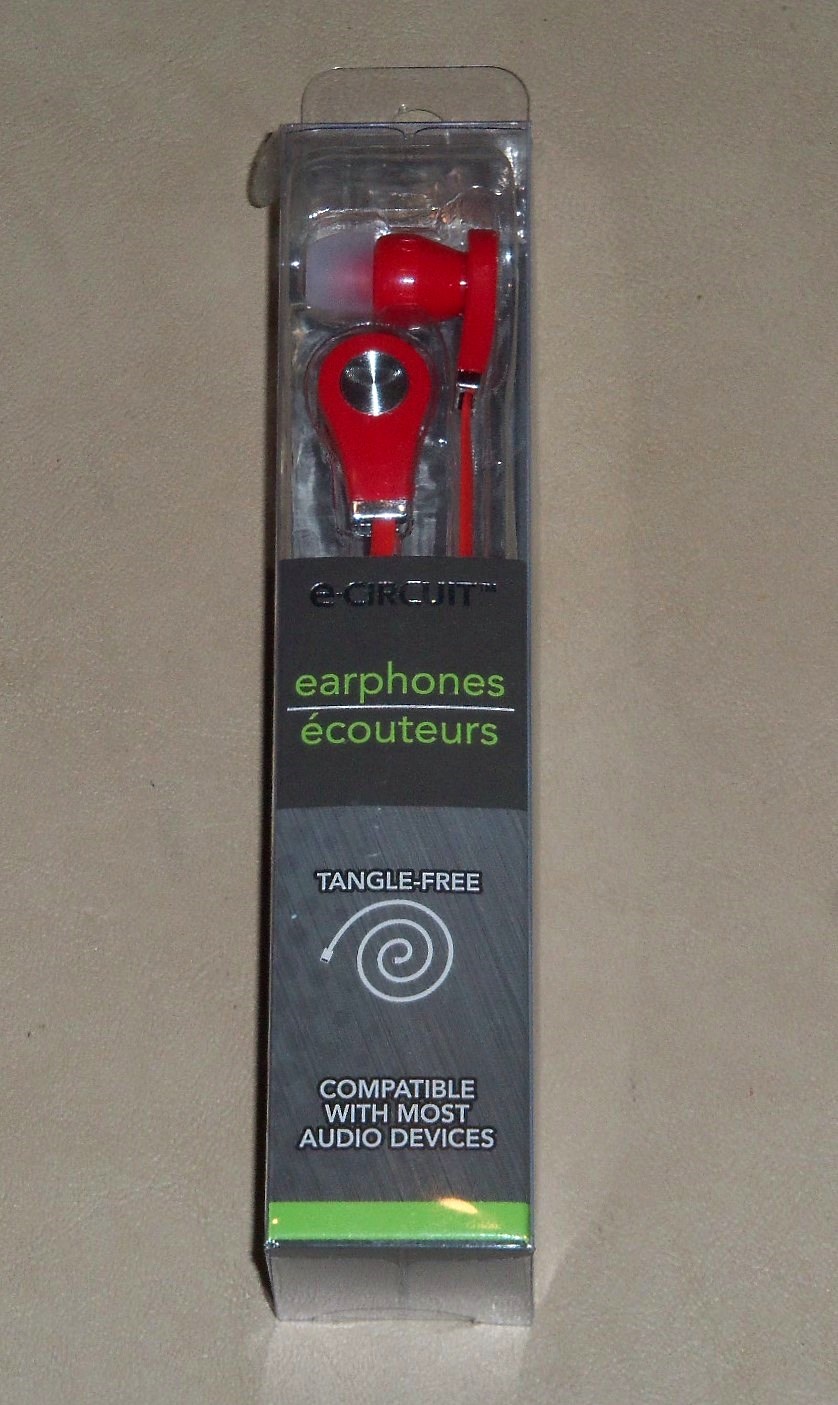 e-CIRCUIT™
earphones
écouteurs
TANGLE-FREE
COMPATIBLE
WITH MOST
AUDIO DEVICES